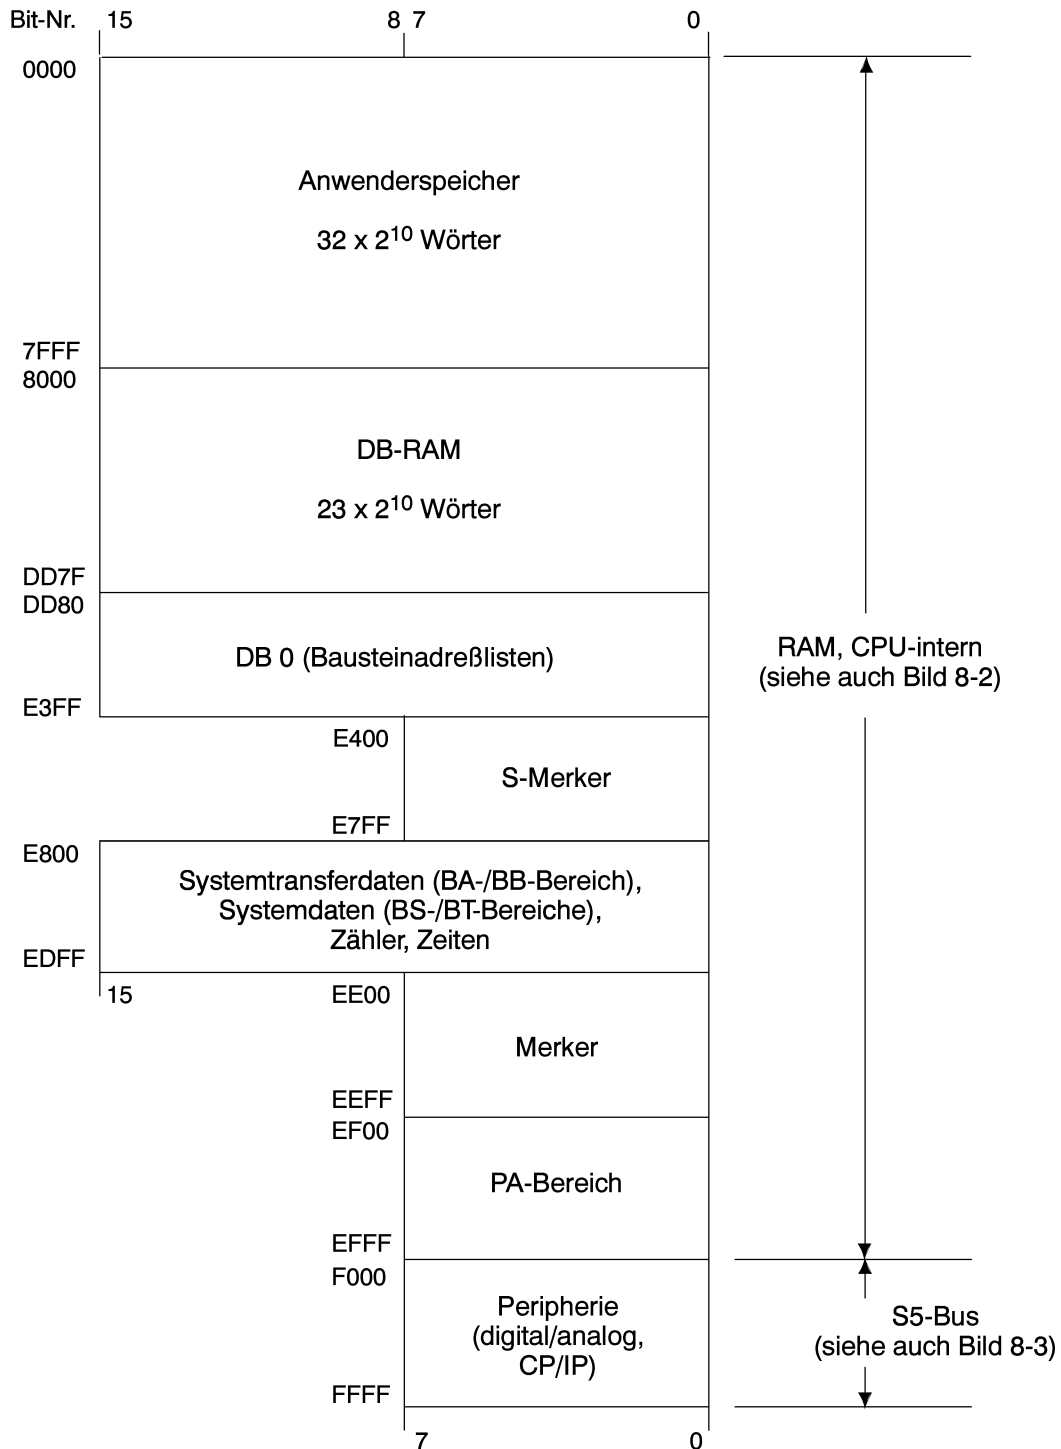 Bit-Nr. 15 8 7 0
0000
Anwenderspeicher
32 x 2¹⁰ Wörter
7FFF
8000
DB-RAM
23 x 2¹⁰ Wörter
DD7F
DD80
DB 0 (Bausteinadreßlisten)
RAM, CPU-intern
(siehe auch Bild 8-2)
E3FF
E400
S-Merker
E7FF
E800
Systemtransferdaten (BA-/BB-Bereich),
Systemdaten (BS-/BT-Bereiche),
Zähler, Zeiten
EDFF
15
EE00
Merker
EEFF
EF00
PA-Bereich
EFFF
F000
Peripherie
(digital/analog,
CP/IP)
S5-Bus
(siehe auch Bild 8-3)
FFFF
7 0